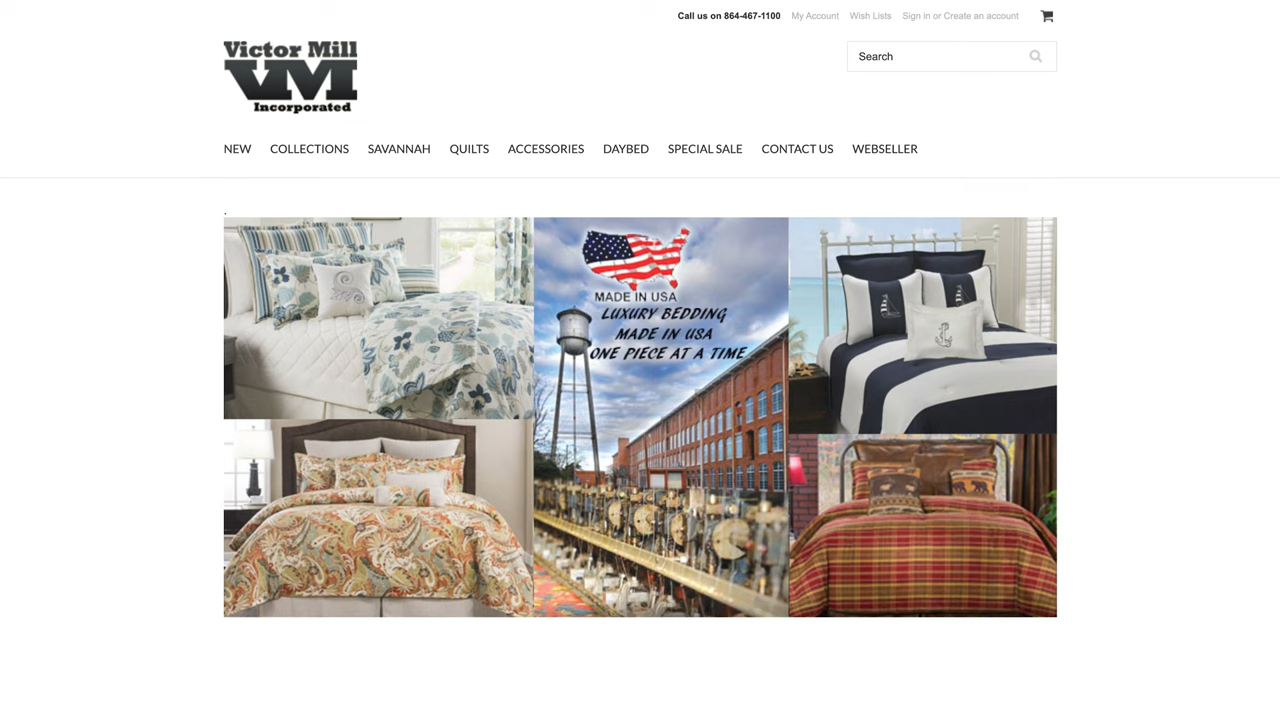 Call us on 864-467-1100 My Account Wish Lists Sign in or Create an account
Victor Mill
VM
Incorporated
Search
NEW COLLECTIONS SAVANNAH QUILTS ACCESSORIES DAYBED SPECIAL SALE CONTACT US WEBSELLER
.
MADE IN USA
LUXURY BEDDING
MADE IN USA
ONE PIECE AT A TIME